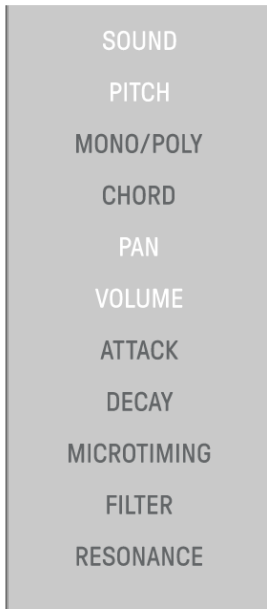 SOUND
PITCH
MONO/POLY
CHORD
PAN
VOLUME
ATTACK
DECAY
MICROTIMING
FILTER
RESONANCE